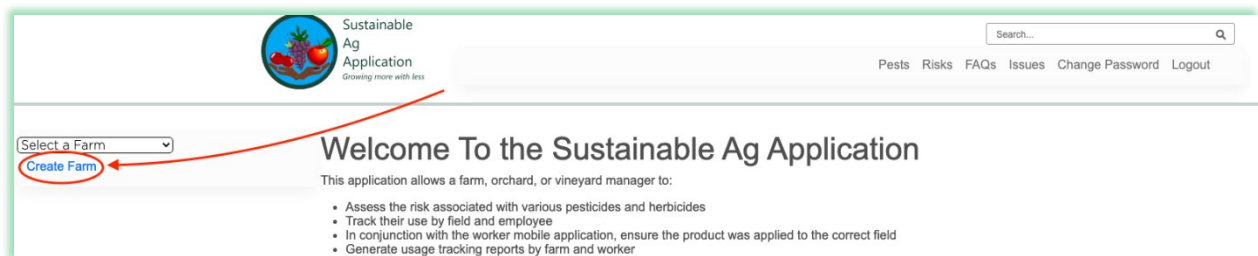 Sustainable
Ag
Application
Growing more with less
Search...
Pests Risks FAQs Issues Change Password Logout
Select a Farm
Create Farm
Welcome To the Sustainable Ag Application
This application allows a farm, orchard, or vineyard manager to:
• Assess the risk associated with various pesticides and herbicides
• Track their use by field and employee
• In conjunction with the worker mobile application, ensure the product was applied to the correct field
• Generate usage tracking reports by farm and worker